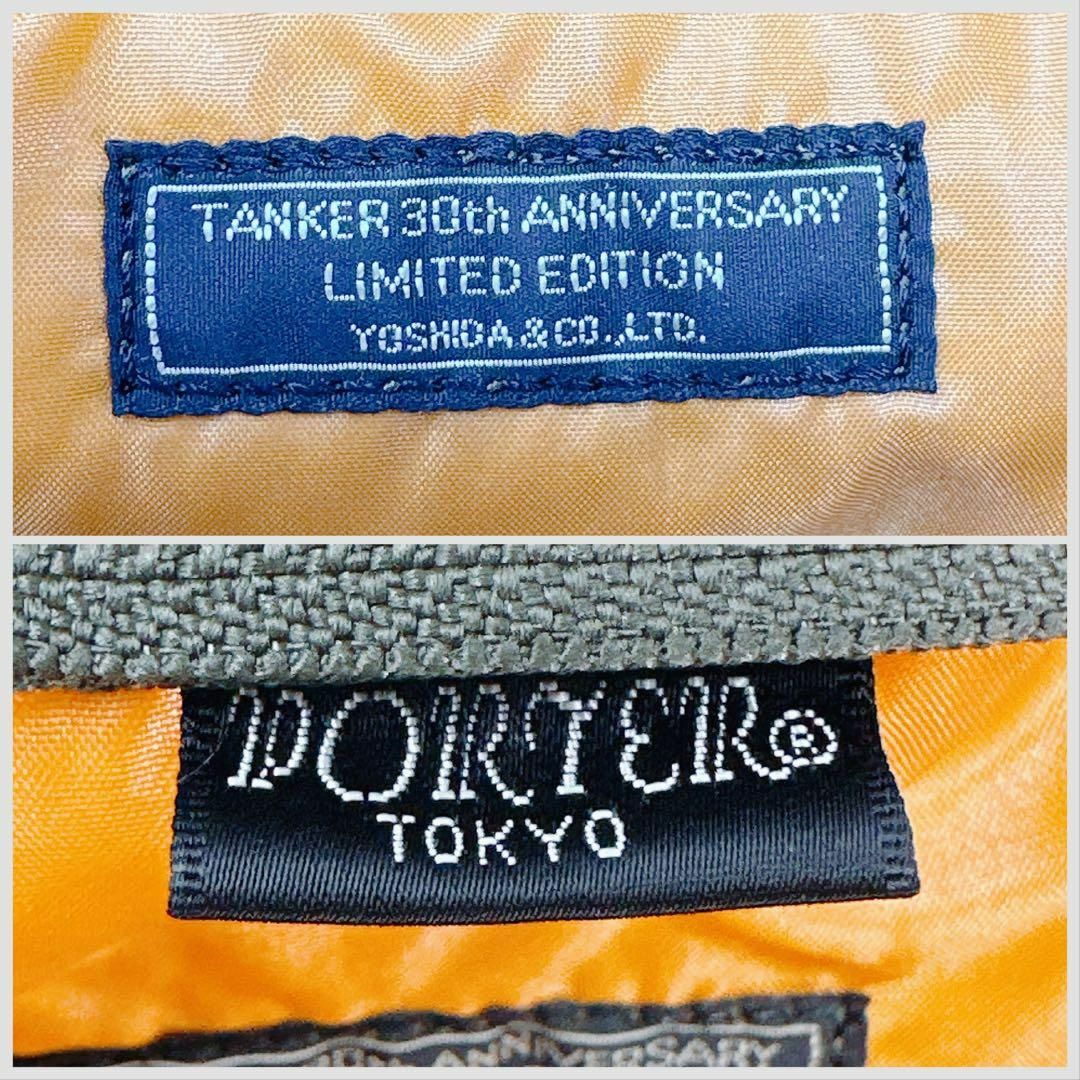 TANKER 30th ANNIVERSARY
LIMITED EDITION
YOSHIDA & CO.,LTD.
PORTER®
TOKYO
ANNIVERSARY